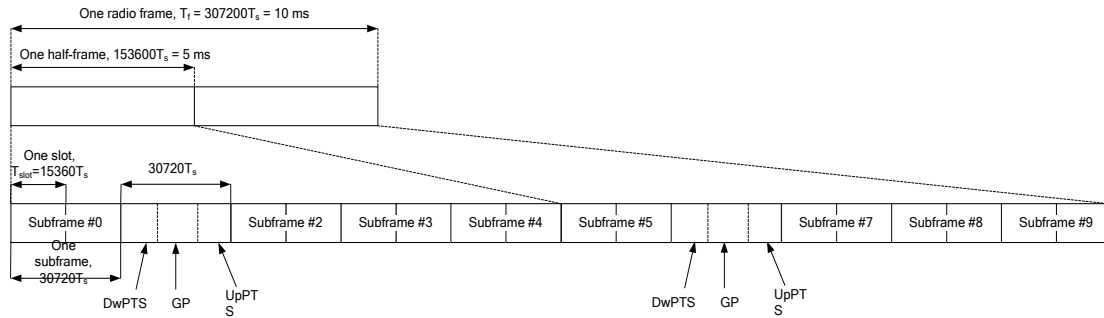 One radio frame, Tf = 307200Ts = 10 ms
One half-frame, 153600Ts = 5 ms
One slot,
Tslot=15360Ts
30720Ts
Subframe #0
Subframe #2
Subframe #3
Subframe #4
Subframe #5
Subframe #7
Subframe #8
Subframe #9
One
subframe,
30720Ts
DwPTS
GP
UpPT
S
DwPTS
GP
UpPT
S